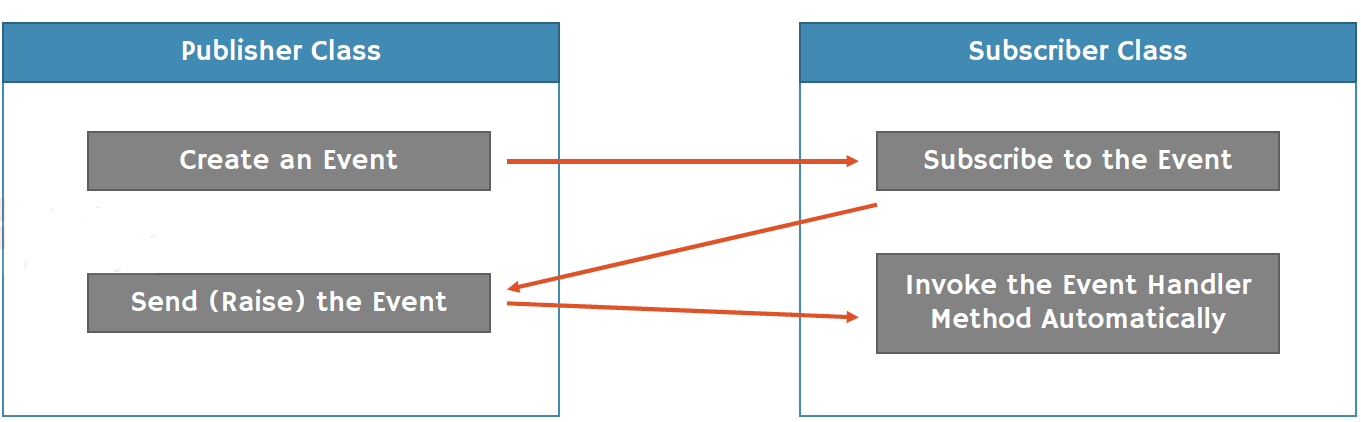 Publisher Class
Subscriber Class
Create an Event
Subscribe to the Event
Send (Raise) the Event
Invoke the Event Handler
Method Automatically